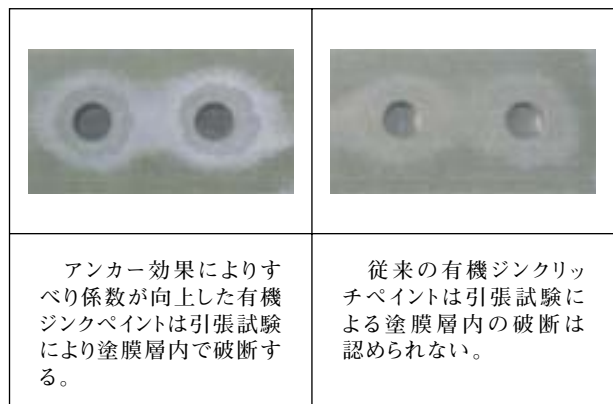 アンカー効果によりす
べり係数が向上した有機
ジンクペイントは引張試験
により塗膜層内で破断す
る。
従来の有機ジンクリッ
チペイントは引張試験に
よる塗膜層内の破断は
認められない。